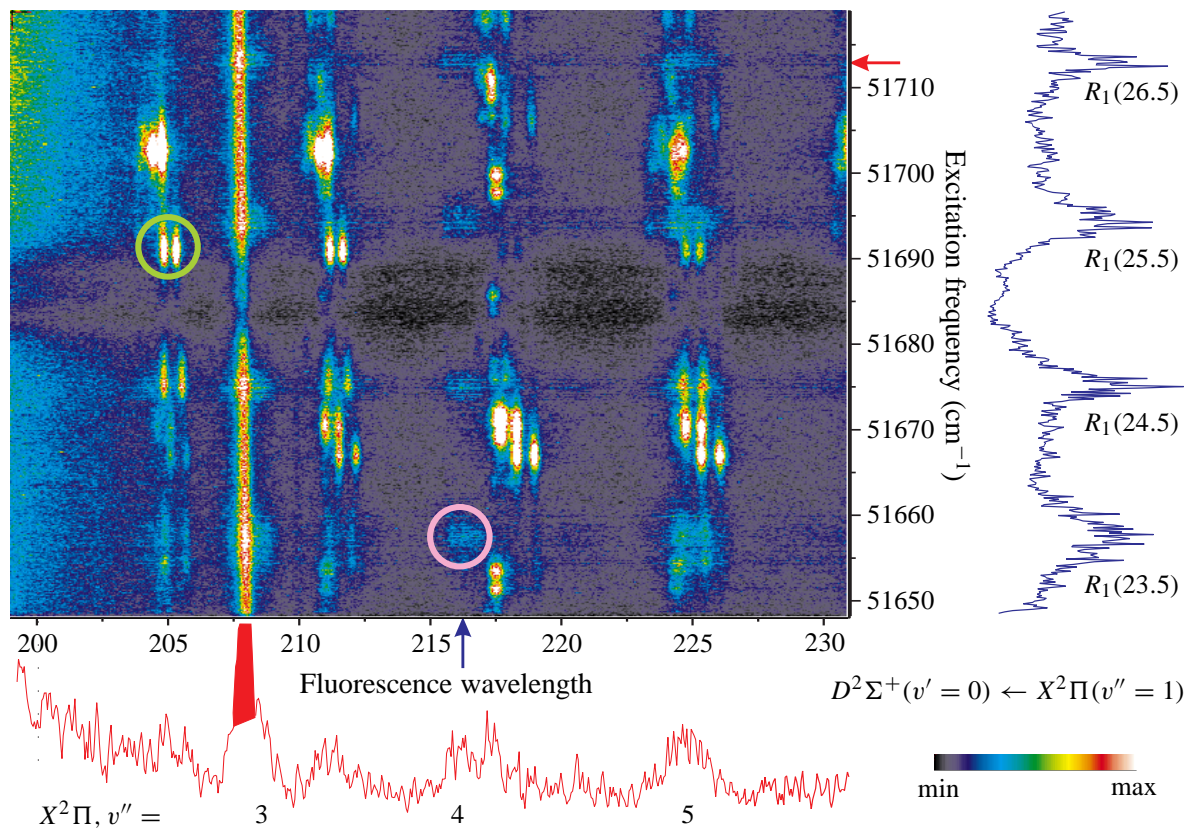 51710
51700
51690
51680
51670
51660
51650
Excitation frequency (cm⁻¹)
R₁(26.5)
R₁(25.5)
R₁(24.5)
R₁(23.5)
200 205 210 215 220 225 230
Fluorescence wavelength
D²Σ⁺(v′ = 0) ← X²Π(v″ = 1)
min max
X²Π, v″ = 3 4 5